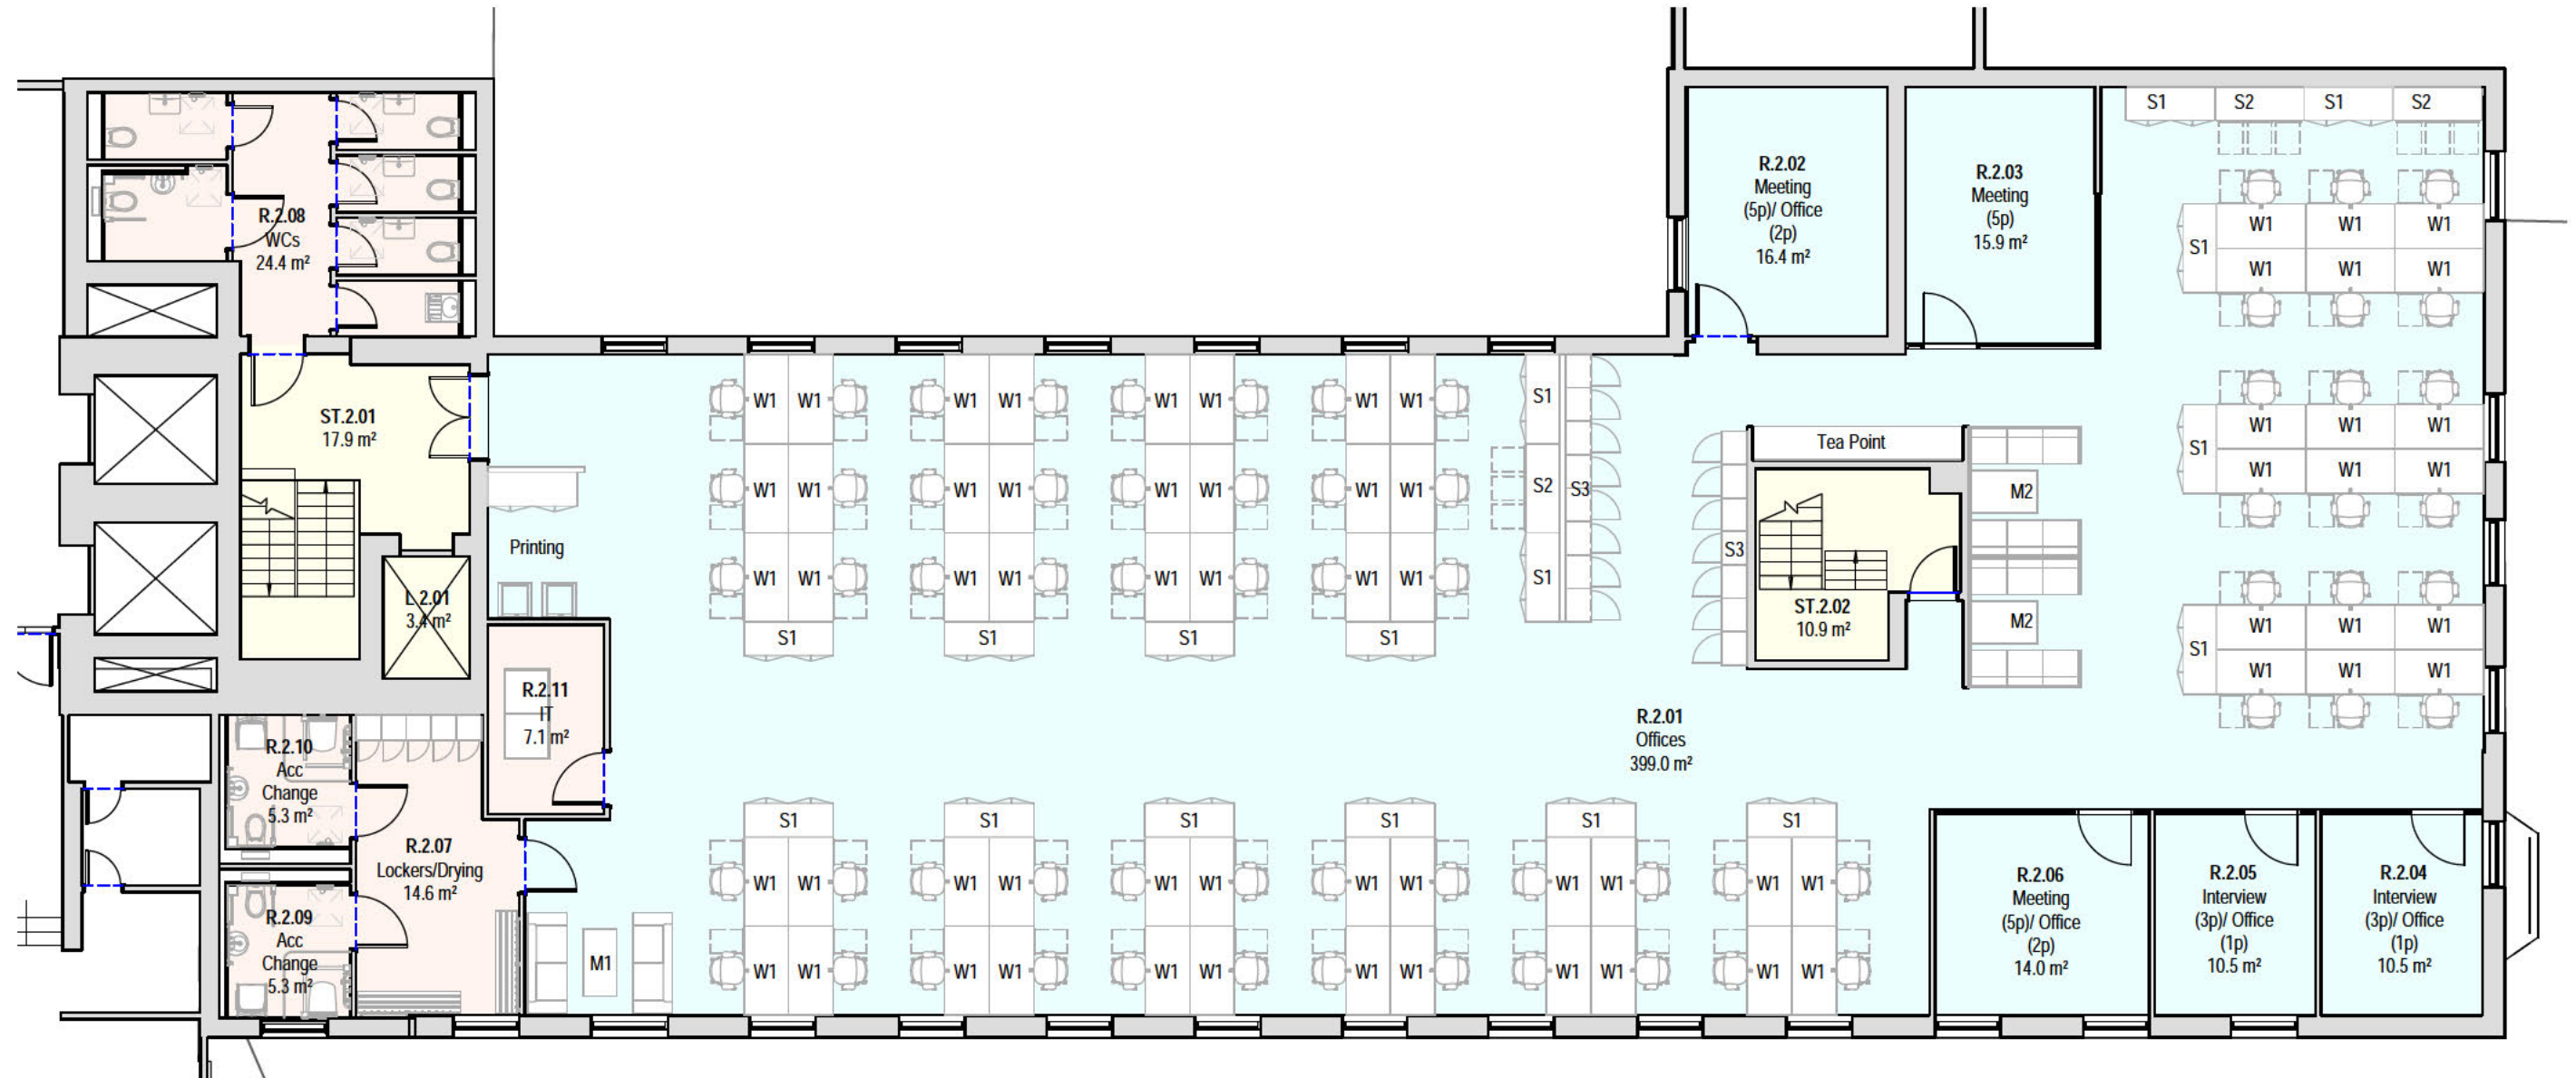 S1 S2 S1 S2
R.2.02
Meeting
(5p)/ Office
(2p)
16.4 m²
R.2.03
Meeting
(5p)
15.9 m²
R.2.08
WCs
24.4 m²
W1 W1 W1
S1
W1 W1 W1
ST.2.01
17.9 m²
W1 W1 W1 W1 W1 W1 W1 W1 S1
W1 W1 W1 W1 W1 W1 W1 W1 S2 S3
W1 W1 W1 W1 W1 W1 W1 W1 S1
S1 S1 S1 S1
Printing
L.2.01
3.4 m²
Tea Point
S3
ST.2.02
10.9 m²
M2
M2
W1 W1 W1
S1
W1 W1 W1
W1 W1 W1
S1
W1 W1 W1
R.2.11
IT
7.1 m²
R.2.01
Offices
399.0 m²
R.2.10
Acc
Change
5.3 m²
R.2.07
Lockers/Drying
14.6 m²
R.2.09
Acc
Change
5.3 m²
M1
S1 S1 S1 S1 S1 S1
W1 W1 W1 W1 W1 W1 W1 W1 W1 W1 W1 W1
W1 W1 W1 W1 W1 W1 W1 W1 W1 W1 W1 W1
R.2.06
Meeting
(5p)/ Office
(2p)
14.0 m²
R.2.05
Interview
(3p)/ Office
(1p)
10.5 m²
R.2.04
Interview
(3p)/ Office
(1p)
10.5 m²